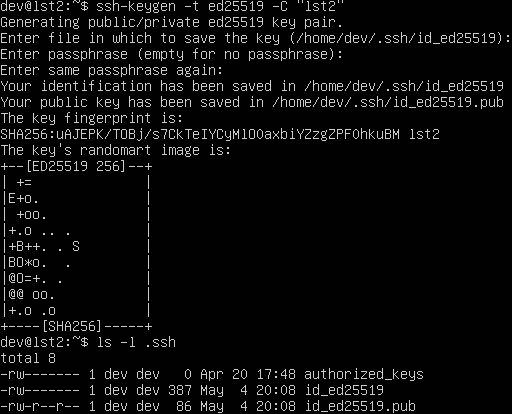 dev@lst2:~$ ssh-keygen -t ed25519 -C "lst2"
Generating public/private ed25519 key pair.
Enter file in which to save the key (/home/dev/.ssh/id_ed25519):
Enter passphrase (empty for no passphrase):
Enter same passphrase again:
Your identification has been saved in /home/dev/.ssh/id_ed25519
Your public key has been saved in /home/dev/.ssh/id_ed25519.pub
The key fingerprint is:
SHA256:uAJEPK/TOBj/s7CkTeIYCyMlO0axbiYZzgZPF0hkuBM lst2
The key's randomart image is:
+--[ED25519 256]--+
| +=              |
|E+o.             |
| +oo.            |
|+.o .. .         |
|+B++. . S        |
|BO*o.  .         |
|@O=+. .          |
|@@ oo.           |
|+.o .o           |
+----[SHA256]-----+
dev@lst2:~$ ls -l .ssh
total 8
-rw------- 1 dev dev   0 Apr 20 17:48 authorized_keys
-rw------- 1 dev dev 387 May  4 20:08 id_ed25519
-rw-r--r-- 1 dev dev  86 May  4 20:08 id_ed25519.pub